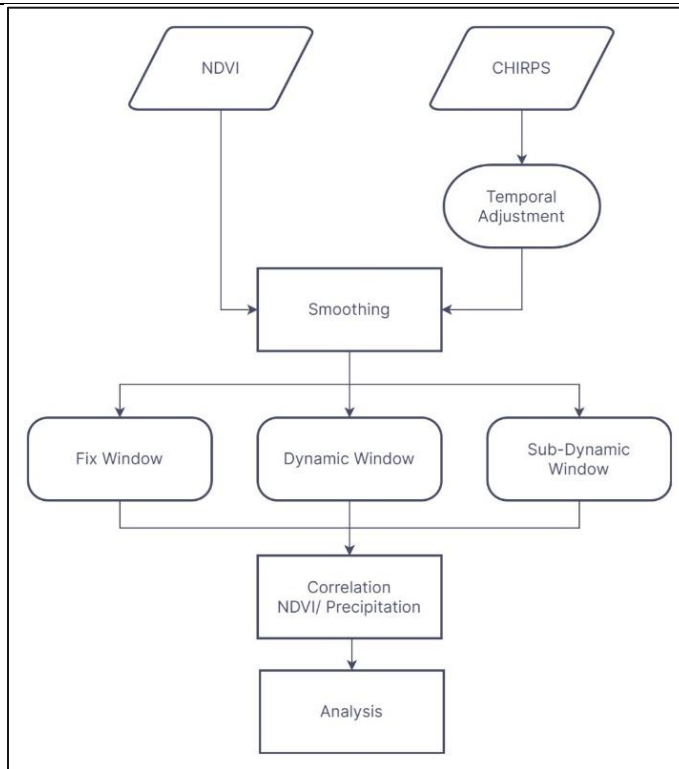 NDVI
CHIRPS
Temporal
Adjustment
Smoothing
Fix Window
Dynamic Window
Sub-Dynamic
Window
Correlation
NDVI/ Precipitation
Analysis